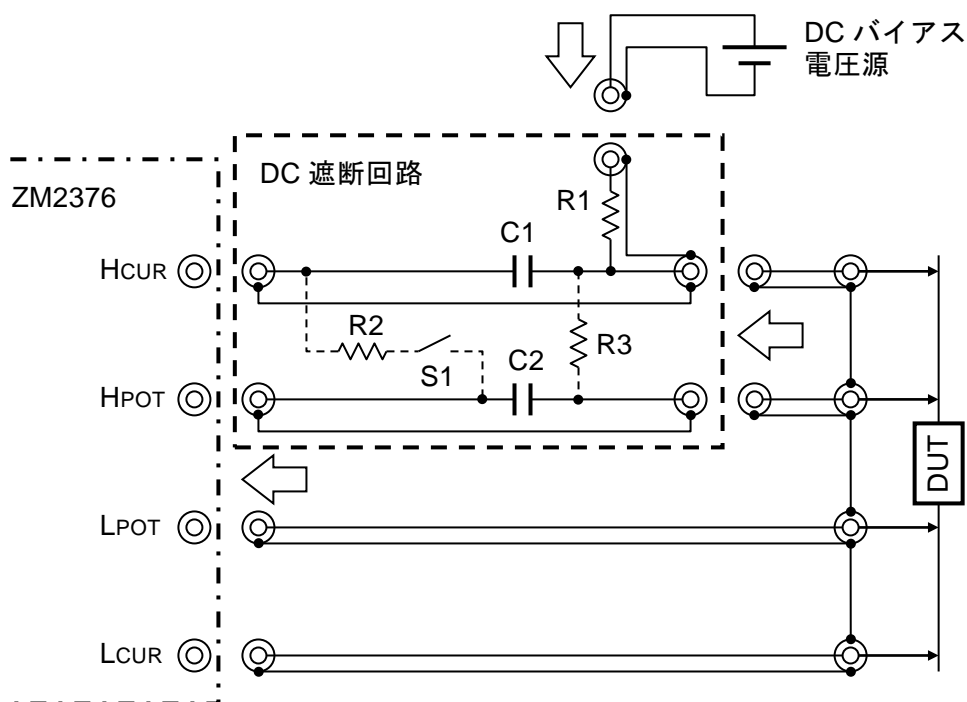 DC バイアス
電圧源
DC 遮断回路
ZM2376
R1
C1
HCUR
R2
R3
C2
S1
HPOT
DUT
LPOT
LCUR